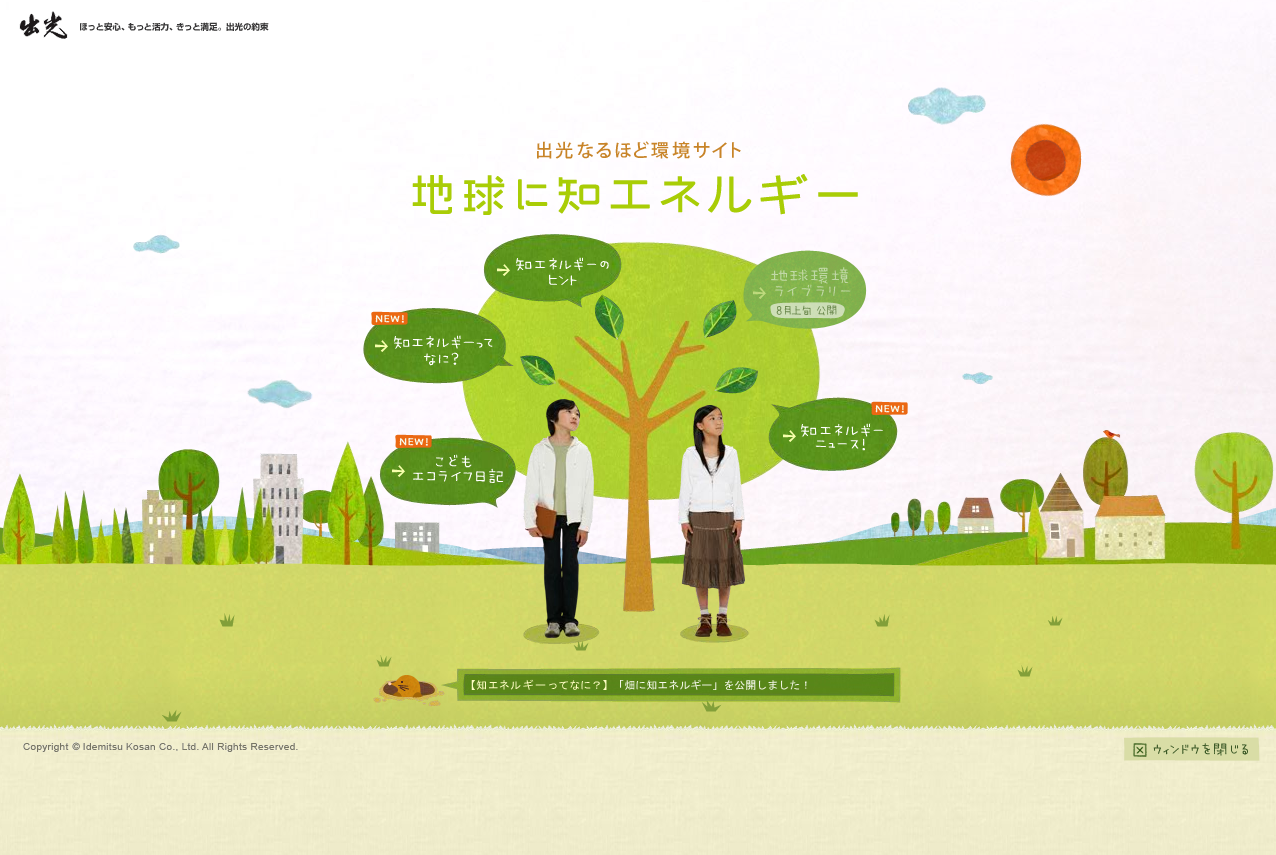 出光 ほっと安心、もっと活力、きっと満足。出光の約束
出光なるほど環境サイト
地球に知エネルギー
知エネルギーの
ヒント
地球環境
ライブラリー
8月上旬 公開
NEW!
知エネルギーって
なに?
NEW!
知エネルギー
ニュース!
NEW!
こども
エコライフ日記
【知エネルギーってなに？】「畑に知エネルギー」を公開しました！
Copyright © Idemitsu Kosan Co., Ltd. All Rights Reserved.
ウィンドウを閉じる